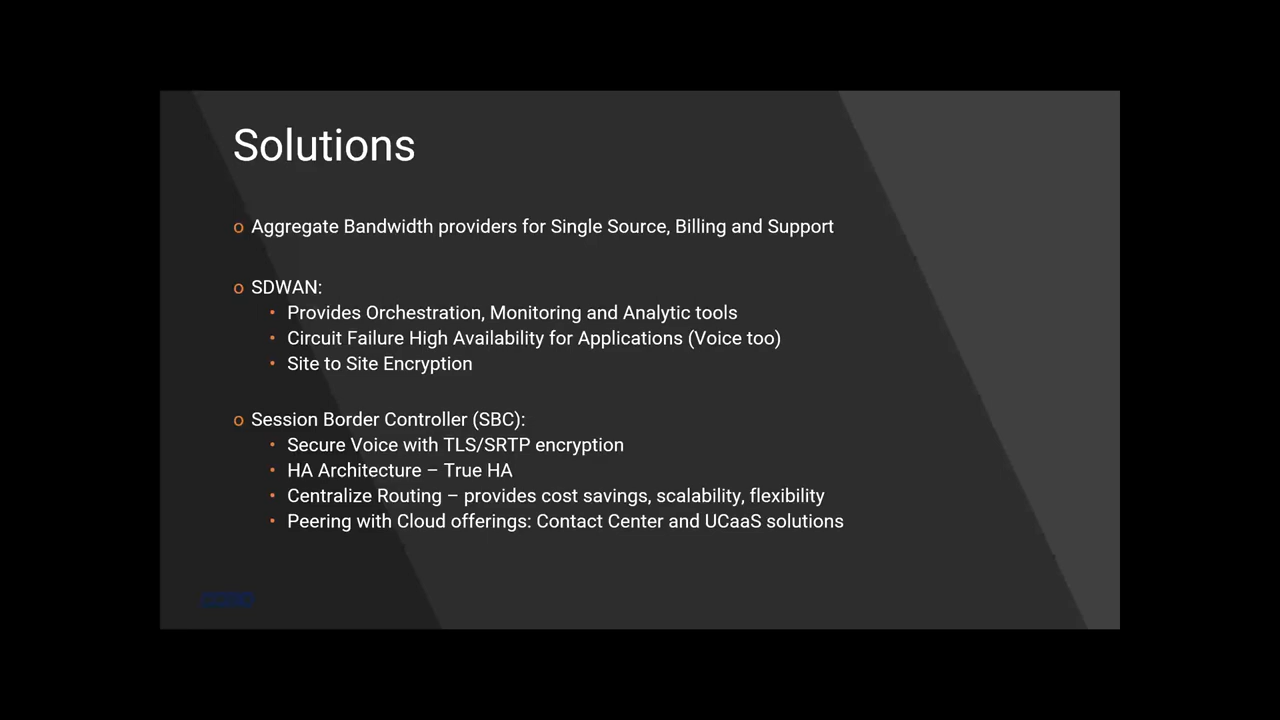 Solutions
o Aggregate Bandwidth providers for Single Source, Billing and Support
o SDWAN:
• Provides Orchestration, Monitoring and Analytic tools
• Circuit Failure High Availability for Applications (Voice too)
• Site to Site Encryption
o Session Border Controller (SBC):
• Secure Voice with TLS/SRTP encryption
• HA Architecture – True HA
• Centralize Routing – provides cost savings, scalability, flexibility
• Peering with Cloud offerings: Contact Center and UCaaS solutions